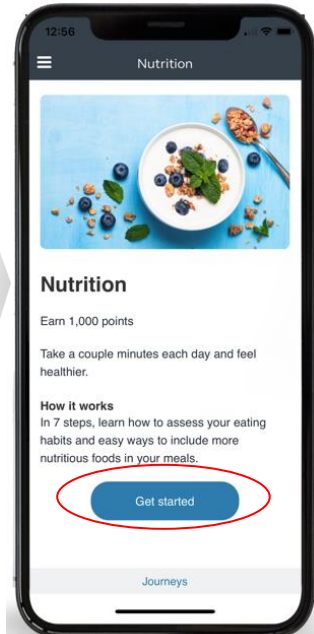 12:56
Nutrition
Nutrition
Earn 1,000 points
Take a couple minutes each day and feel
healthier.
How it works
In 7 steps, learn how to assess your eating
habits and easy ways to include more
nutritious foods in your meals.
Get started
Journeys